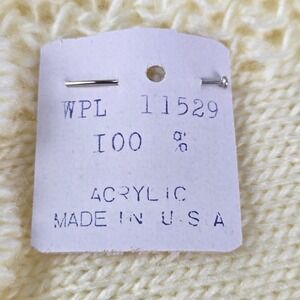 WPL 11529
100 %
ACRYLIC
MADE IN U.S.A